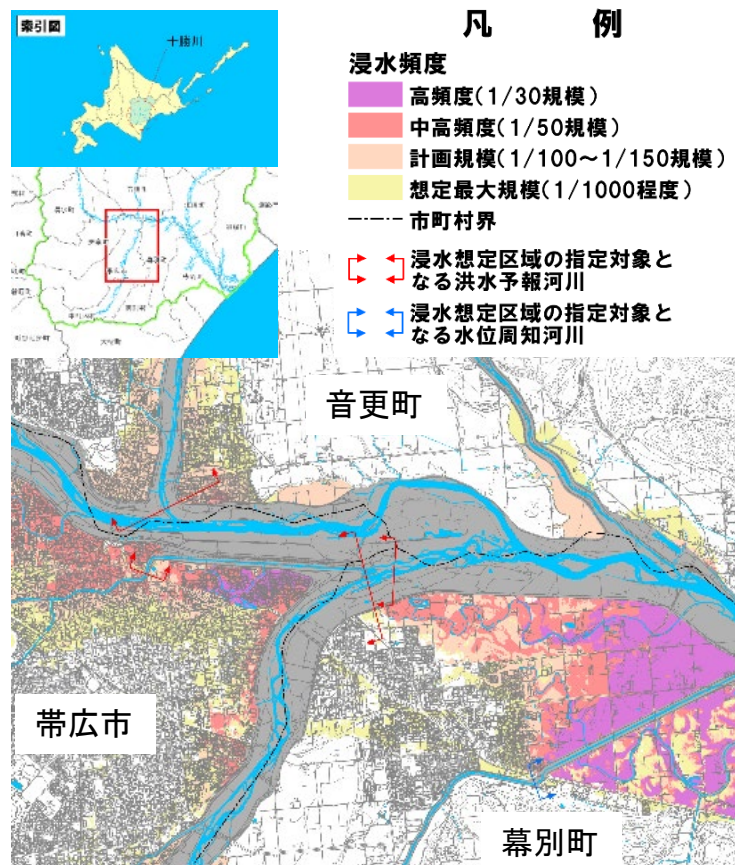 索引図
十勝川
凡 例
浸水頻度
高頻度(1/30規模)
中高頻度(1/50規模)
計画規模(1/100～1/150規模)
想定最大規模(1/1000程度)
市町村界
浸水想定区域の指定対象と
なる洪水予報河川
浸水想定区域の指定対象と
なる水位周知河川
音更町
帯広市
幕別町